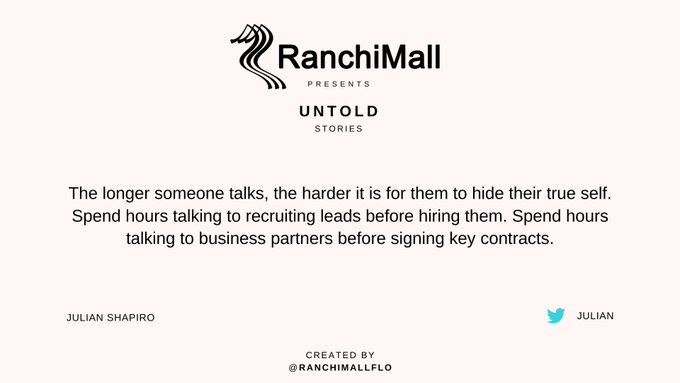 RanchiMall
PRESENTS
UNTOLD
STORIES
The longer someone talks, the harder it is for them to hide their true self.
Spend hours talking to recruiting leads before hiring them. Spend hours
talking to business partners before signing key contracts.
JULIAN SHAPIRO
JULIAN
CREATED BY
@RANCHIMALLFLO